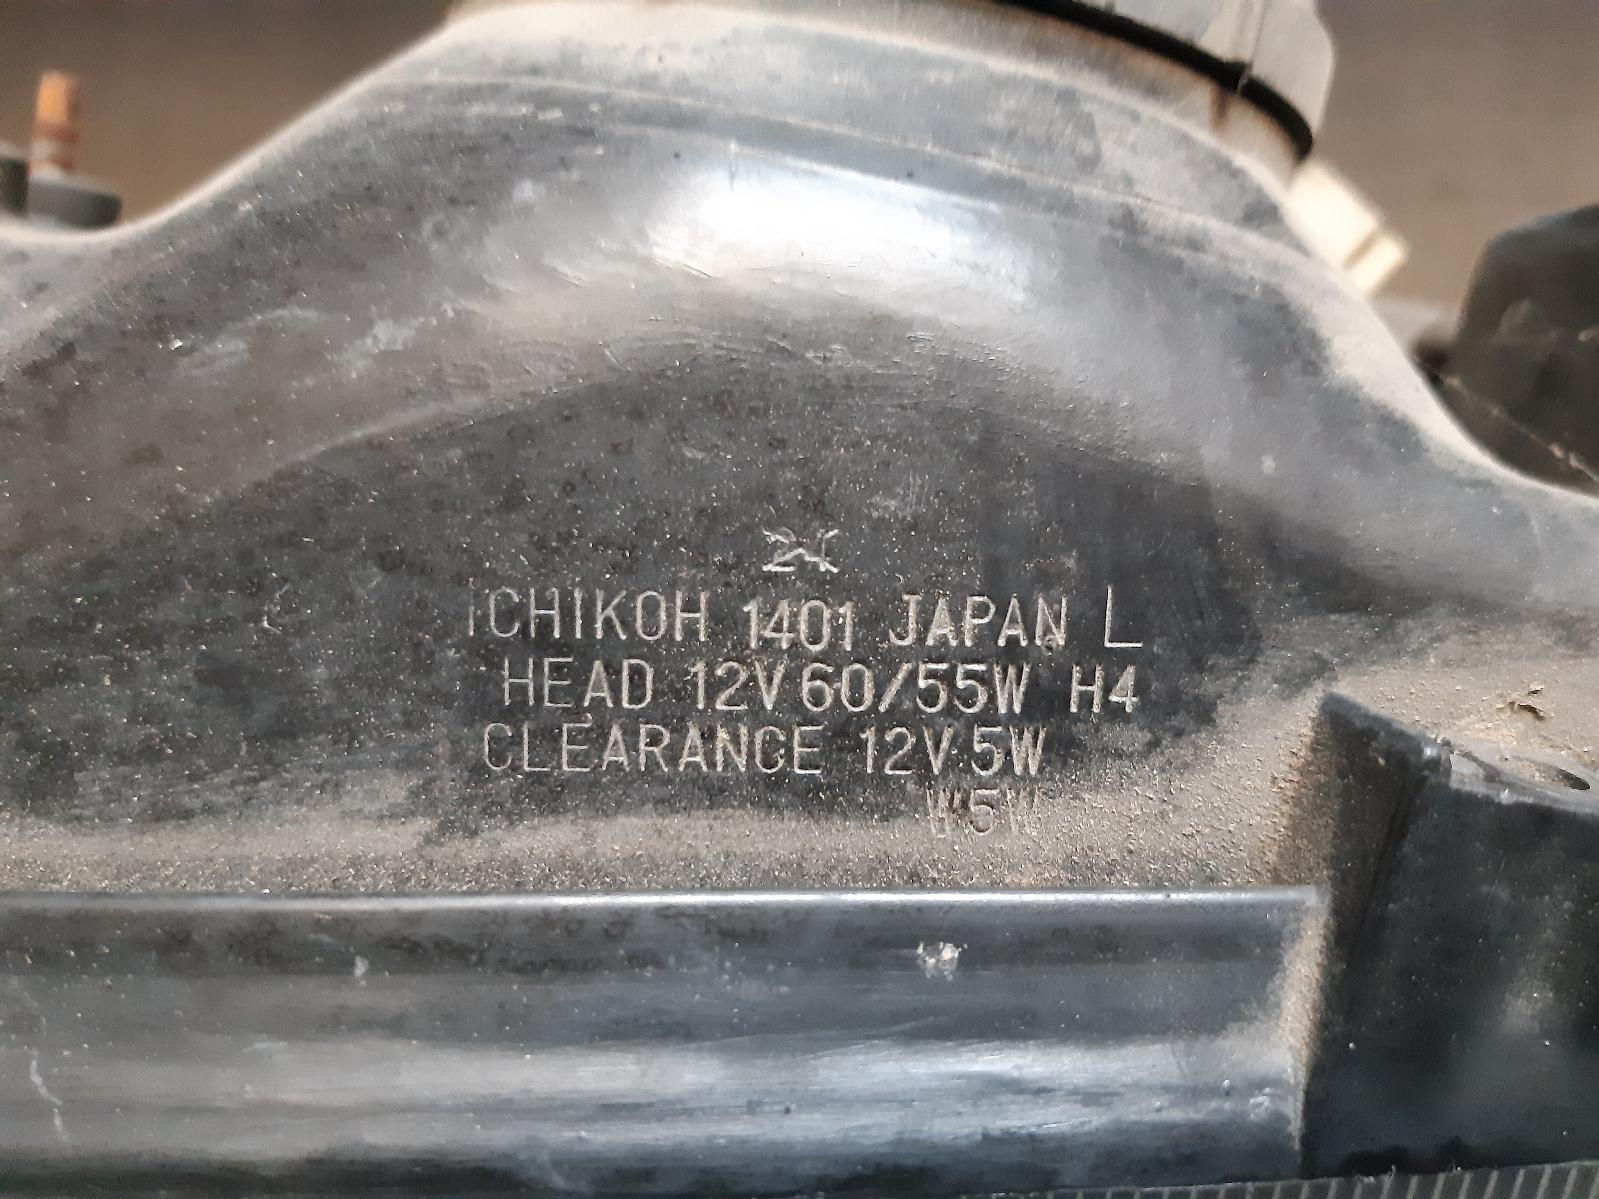 ICHIKOH 1401 JAPAN L
HEAD 12V 60/55W H4
CLEARANCE 12V 5W
W5W